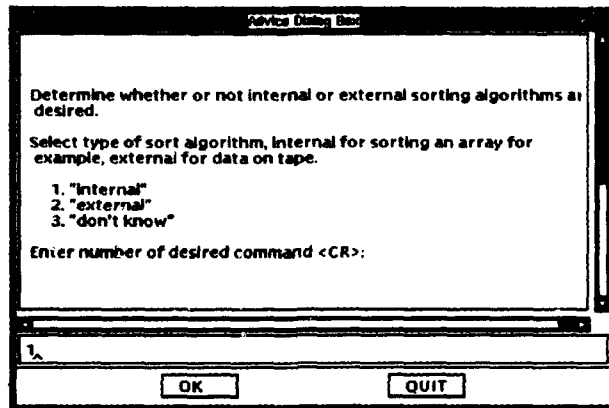 Advice Dialog Box
Determine whether or not internal or external sorting algorithms ar
desired.
Select type of sort algorithm, internal for sorting an array for
example, external for data on tape.
1. "internal"
2. "external"
3. "don't know"
Enter number of desired command <CR>:
1^
OK QUIT